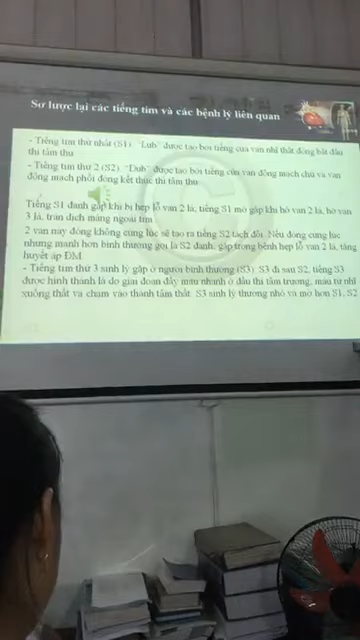 Sơ lược lại các tiếng tim và các bệnh lý liên quan
- Tiếng tim thứ nhất (S1) "Lub" được tạo bởi tiếng của van nhĩ thất đóng bắt đầu
thì tâm thu
- Tiếng tim thứ 2 (S2) "Dub" được tạo bởi tiếng của van động mạch chủ và van
động mạch phổi đóng kết thúc thì tâm thu
Tiếng S1 đanh gặp khi bị hẹp lỗ van 2 lá, tiếng S1 mờ gặp khi hở van 2 lá, hở van
3 lá, tràn dịch màng ngoài tim
2 van này đóng không cùng lúc sẽ tạo ra tiếng S2 tách đôi. Nếu đóng cùng lúc
nhưng mạnh hơn bình thường gọi là S2 đanh, gặp trong bệnh hẹp lỗ van 2 lá, tăng
huyết áp ĐM
- Tiếng tim thứ 3 sinh lý gặp ở người bình thường (S3) S3 đi sau S2, tiếng S3
được hình thành là do giai đoạn đầy máu nhanh ở đầu thì tâm trương, máu từ nhĩ
xuống thất và chạm vào thành tâm thất. S3 sinh lý thường nhỏ và mờ hơn S1, S2